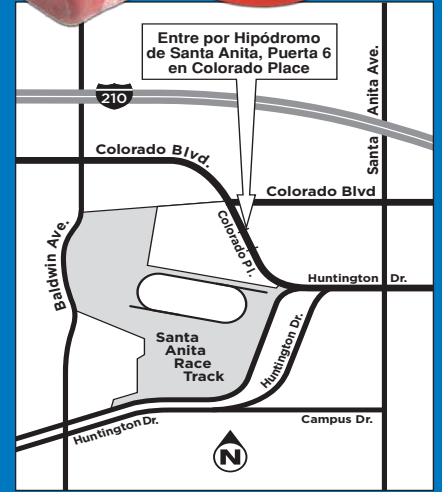 Entre por Hipódromo
de Santa Anita, Puerta 6
en Colorado Place
Santa Anita Ave.
210
Colorado Blvd.
Colorado Blvd
Baldwin Ave.
Colorado Pl.
Huntington Dr.
Santa
Anita
Race
Track
Huntington Dr.
Huntington Dr.
Campus Dr.
N